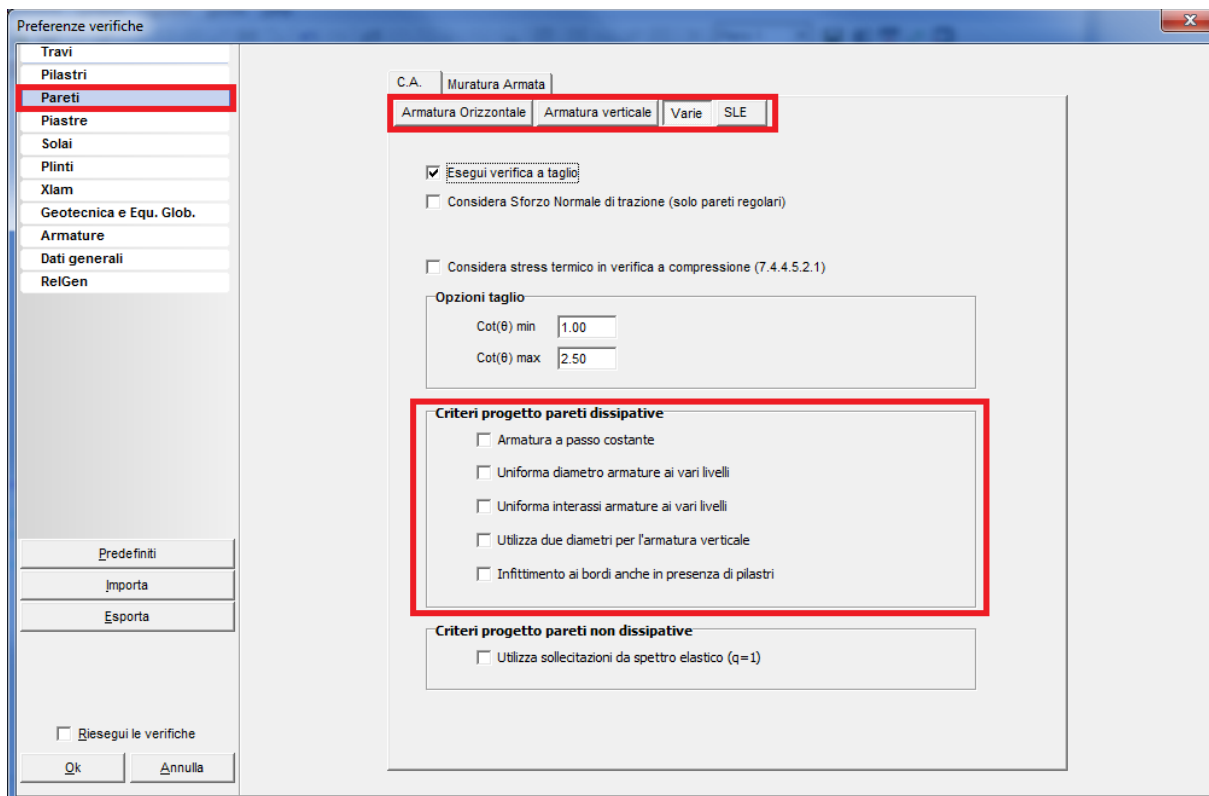 Preferenze verifiche
X
Travi
Pilastri
Pareti
Piastre
Solai
Plinti
Xlam
Geotecnica e Equ. Glob.
Armature
Dati generali
RelGen
Predefiniti
Importa
Esporta
Riesegui le verifiche
Ok Annulla
C.A. Muratura Armata
Armatura Orizzontale Armatura verticale Varie SLE
Esegui verifica a taglio
Considera Sforzo Normale di trazione (solo pareti regolari)
Considera stress termico in verifica a compressione (7.4.4.5.2.1)
Opzioni taglio
Cot(θ) min 1.00
Cot(θ) max 2.50
Criteri progetto pareti dissipative
Armatura a passo costante
Uniforma diametro armature ai vari livelli
Uniforma interassi armature ai vari livelli
Utilizza due diametri per l'armatura verticale
Infittimento ai bordi anche in presenza di pilastri
Criteri progetto pareti non dissipative
Utilizza sollecitazioni da spettro elastico (q=1)